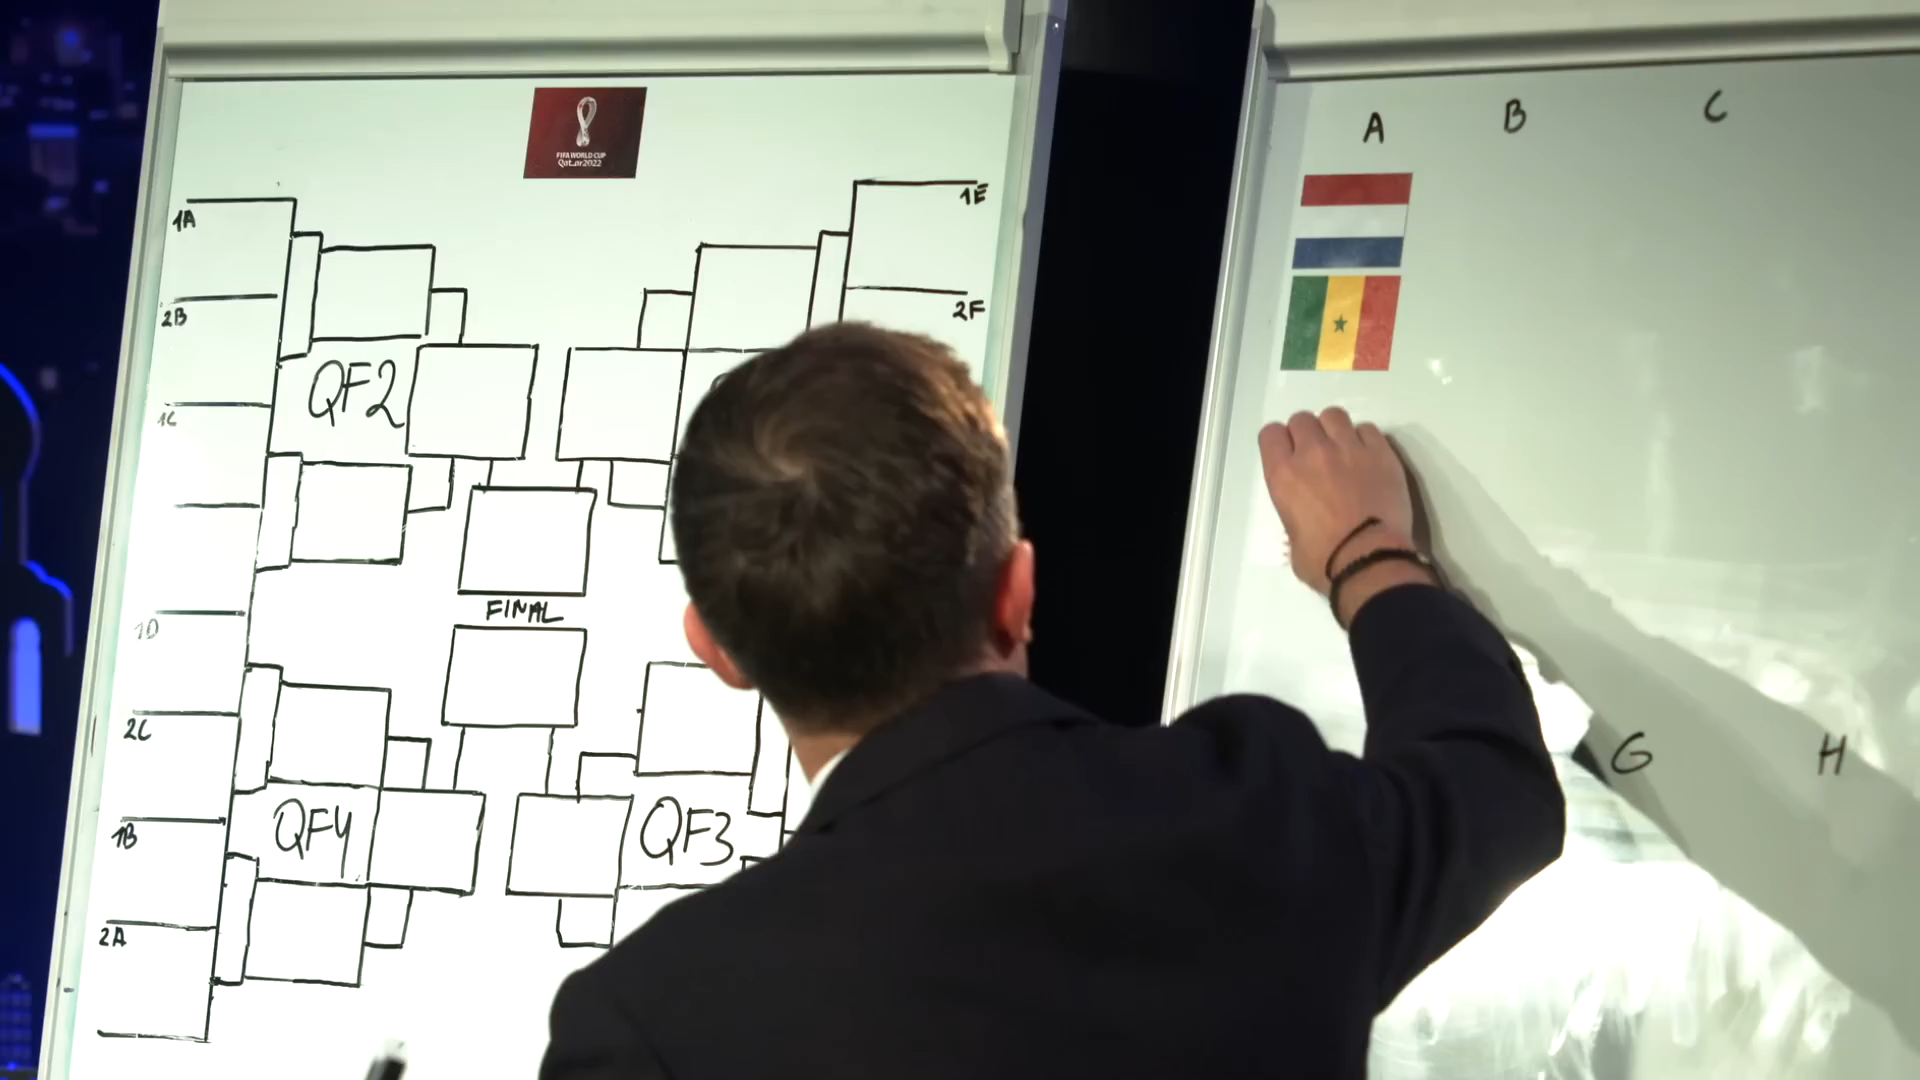 FIFA WORLD CUP
Qatar2022
1A
1E
2B
2F
QF2
1C
FINAL
1D
2C
QF4
QF3
1B
2A
A
B
C
G
H